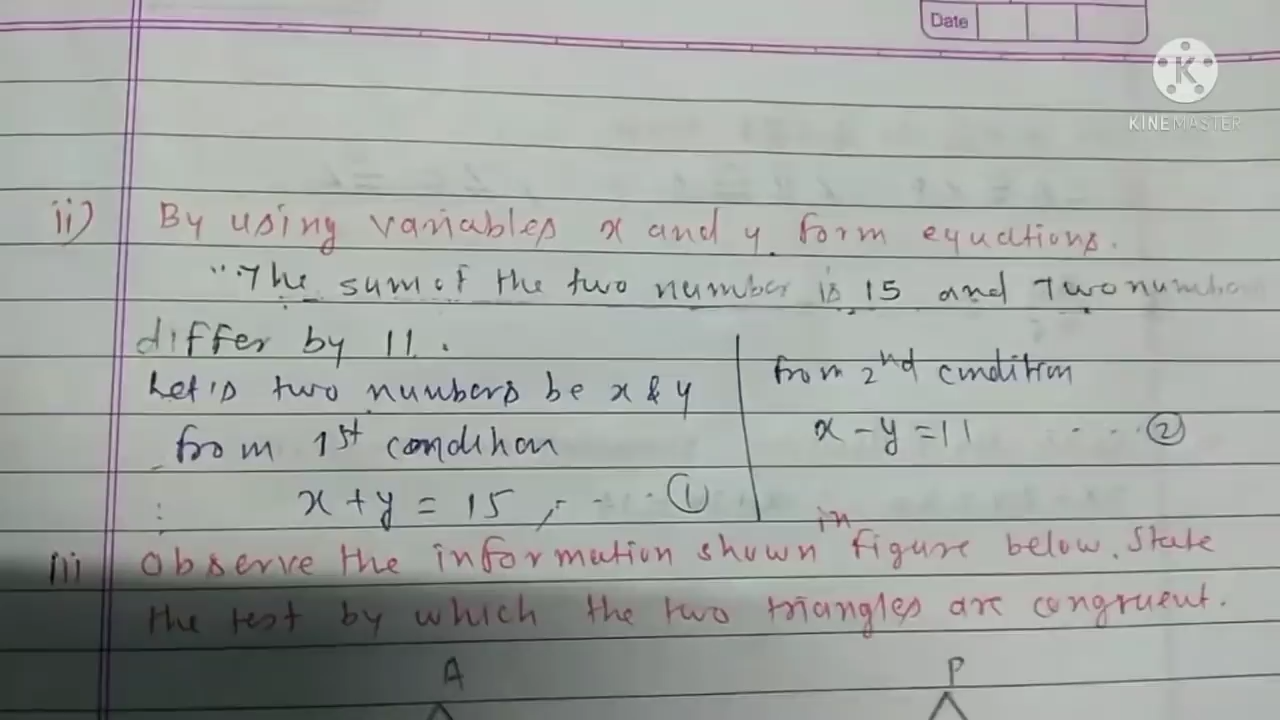 Date
KINEMASTER
ii) By using variables x and y form equations.
"The sum of the two number is 15 and Two number
differ by 11.
Let's two numbers be x & y
from 1st condition
x + y = 15 , - - - ①
from 2nd condition
x - y = 11 - - - ②
iii Observe the information shown in figure below. State
the test by which the two triangles are congruent.
A P